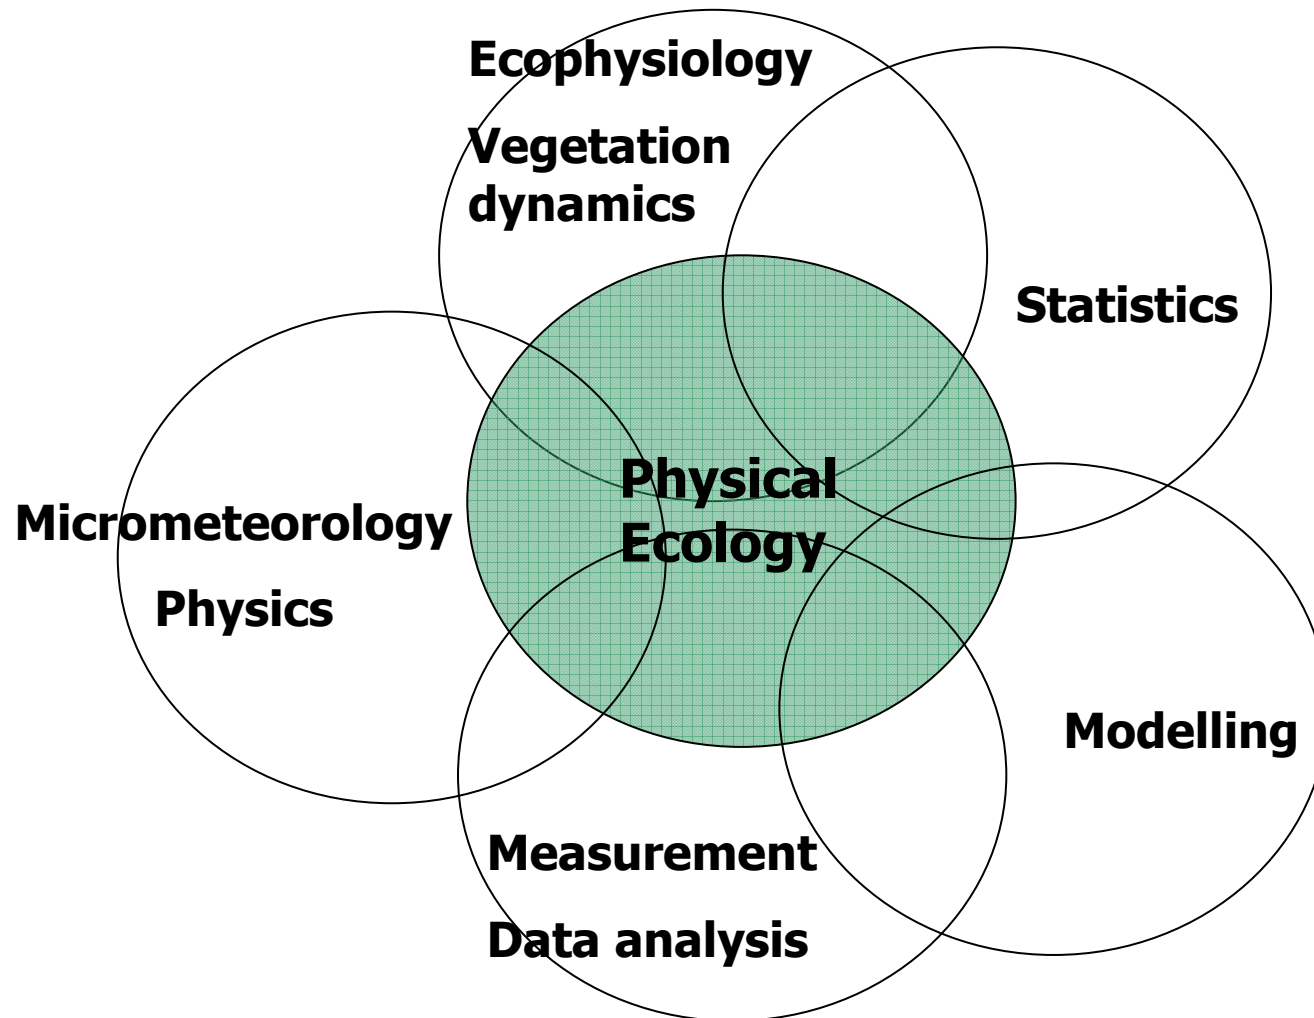 Ecophysiology
Vegetation
dynamics
Statistics
Physical
Ecology
Micrometeorology
Physics
Modelling
Measurement
Data analysis